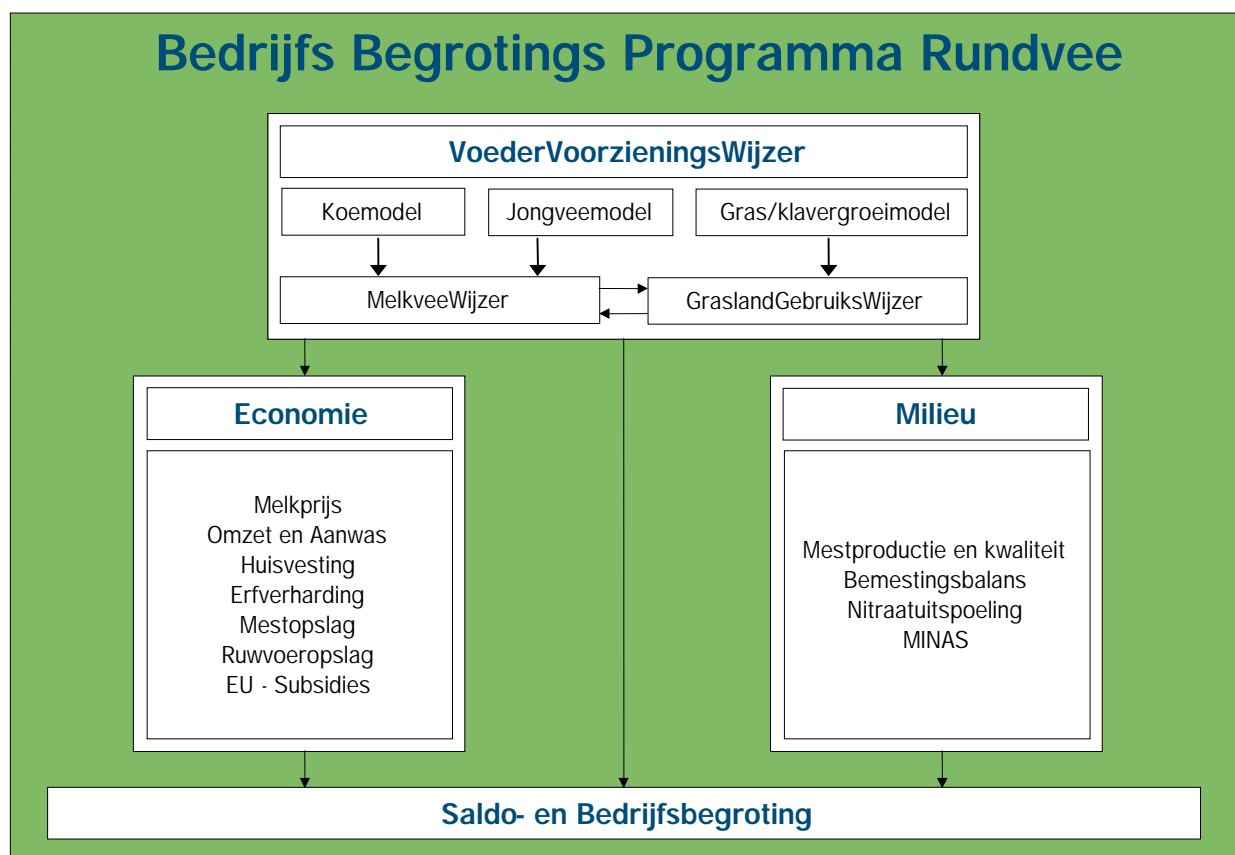 Bedrijfs Begrotings Programma Rundvee
VoederVoorzieningsWijzer
Koemodel
Jongveemodel
Gras/klavergroeimodel
MelkveeWijzer
GraslandGebruiksWijzer
Economie
Melkprijs
Omzet en Aanwas
Huisvesting
Erfverharding
Mestopslag
Ruwvoeropslag
EU - Subsidies
Milieu
Mestproductie en kwaliteit
Bemestingsbalans
Nitraatuitspoeling
MINAS
Saldo- en Bedrijfsbegroting